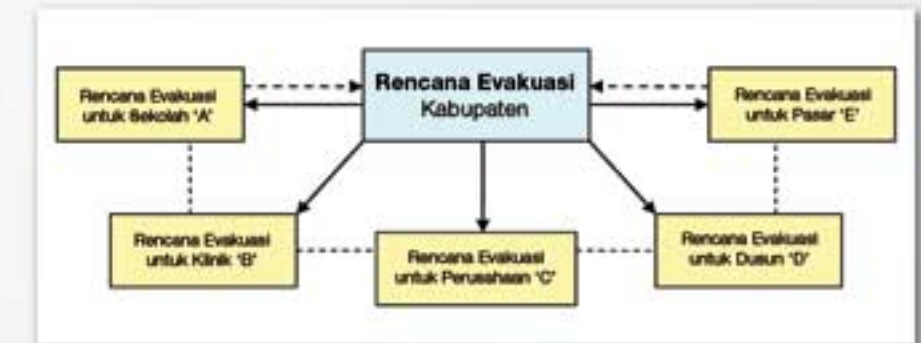 Rencana Evakuasi
Kabupaten
Rencana Evakuasi
untuk Sekolah 'A'
Rencana Evakuasi
untuk Pasar 'E'
Rencana Evakuasi
untuk Klinik 'B'
Rencana Evakuasi
untuk Perusahaan 'C'
Rencana Evakuasi
untuk Dusun 'D'